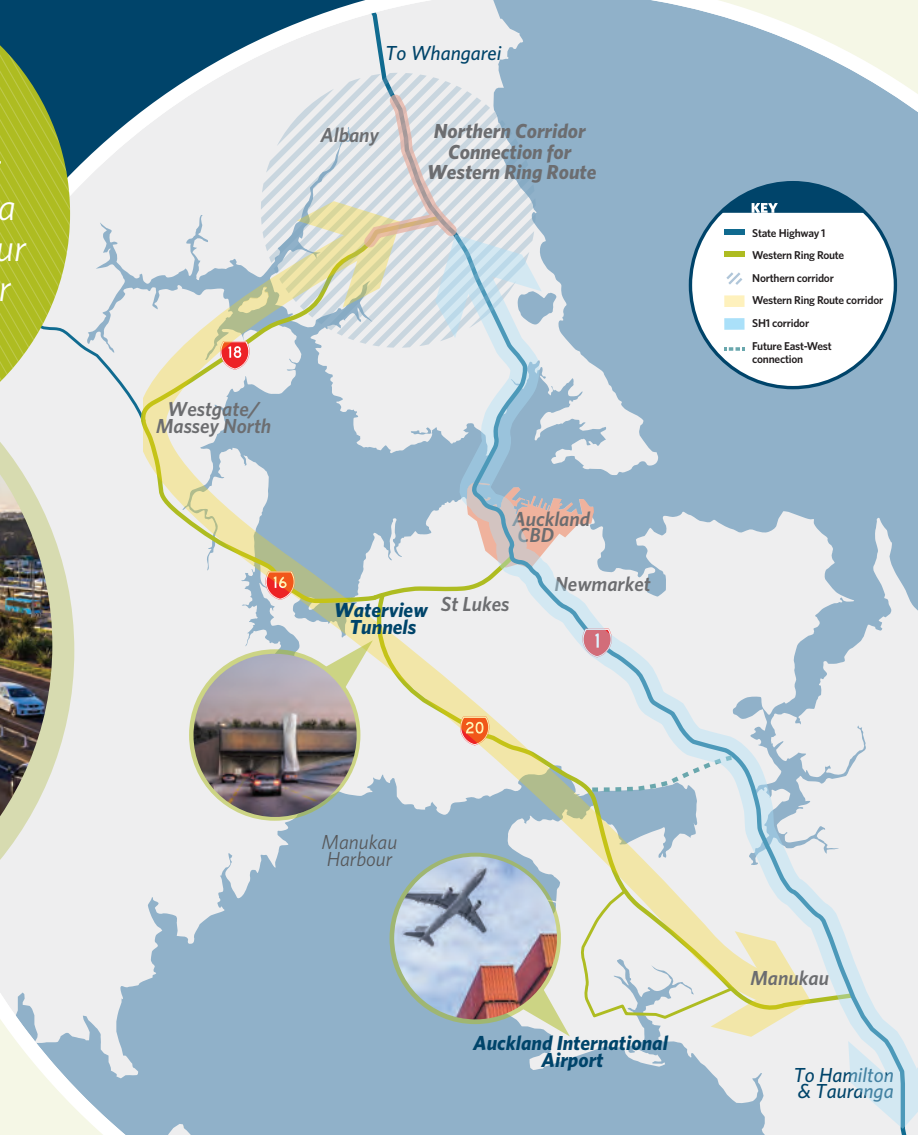 a
ur
r
To Whangarei
Albany
Northern Corridor
Connection for
Western Ring Route
KEY
State Highway 1
Western Ring Route
Northern corridor
Western Ring Route corridor
SH1 corridor
Future East-West
connection
18
Westgate/
Massey North
Auckland
CBD
16
Newmarket
Waterview
Tunnels
St Lukes
1
20
Manukau
Harbour
Manukau
Auckland International
Airport
To Hamilton
& Tauranga